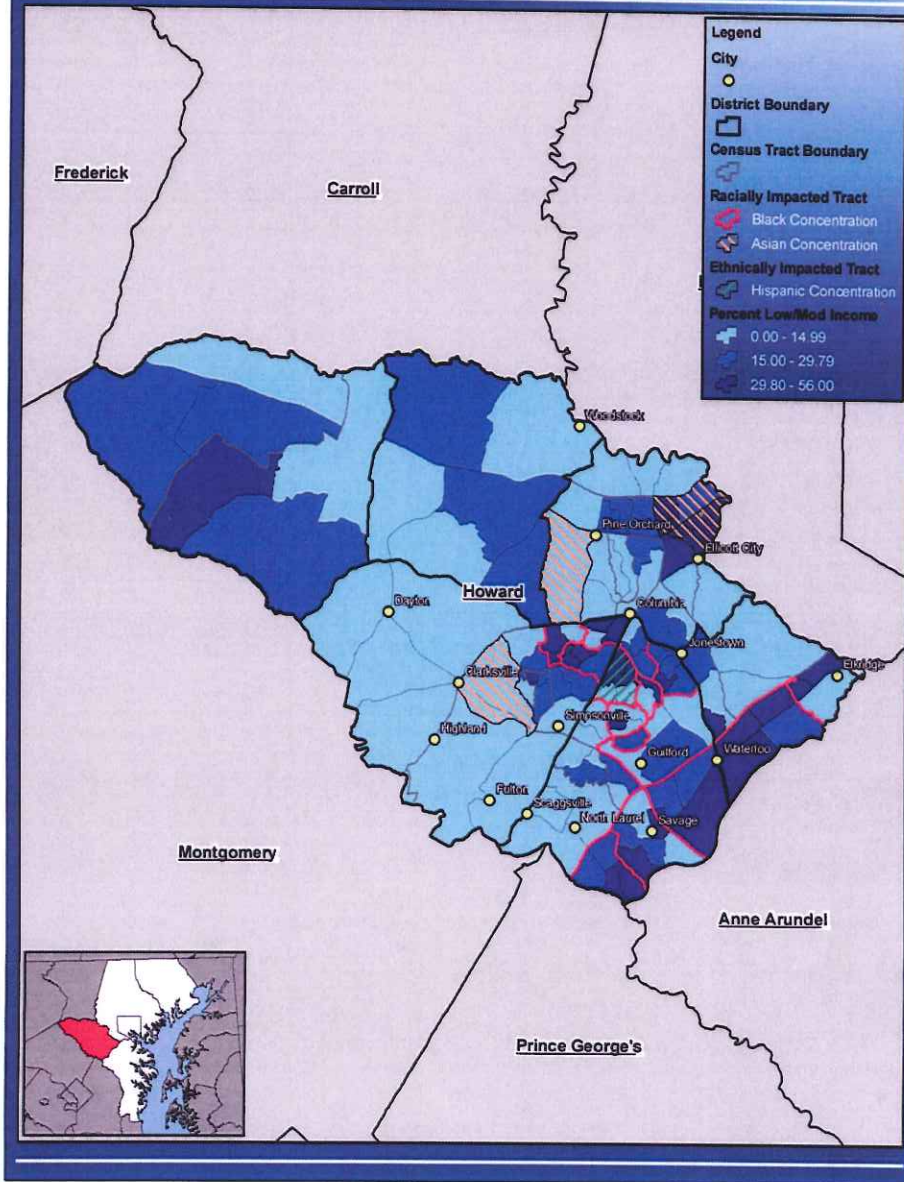 Legend
City
District Boundary
Census Tract Boundary
Racially Impacted Tract
Black Concentration
Asian Concentration
Ethnically Impacted Tract
Hispanic Concentration
Percent Low/Mod Income
0.00 - 14.99
15.00 - 29.79
29.80 - 56.00
Frederick
Carroll
Woodstock
Pine Orchard
Ellicott City
Howard
Dayton
Columbia
Jonestown
Elkridge
Clarksville
Simpsonville
Highland
Guilford
Waterloo
Fulton
Scaggsville
North Laurel
Savage
Montgomery
Anne Arundel
Prince George's